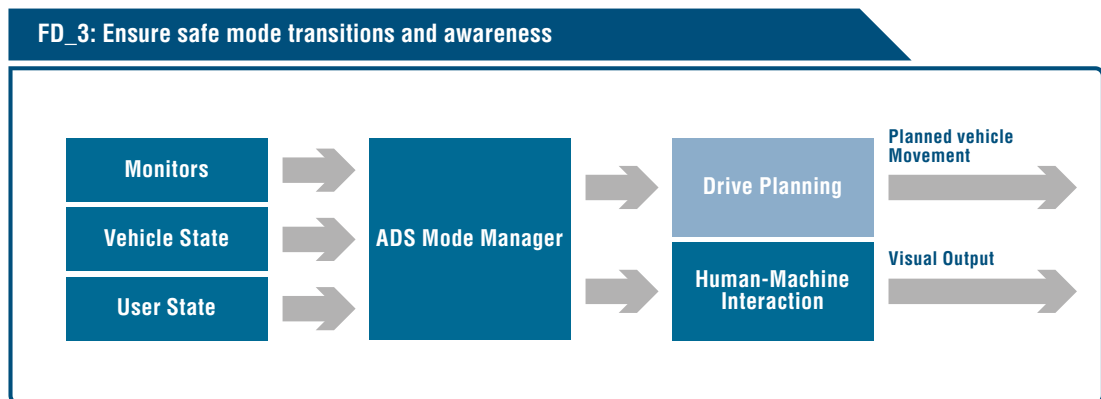 FD_3: Ensure safe mode transitions and awareness
Monitors
Vehicle State
User State
ADS Mode Manager
Drive Planning
Human-Machine
Interaction
Planned vehicle
Movement
Visual Output